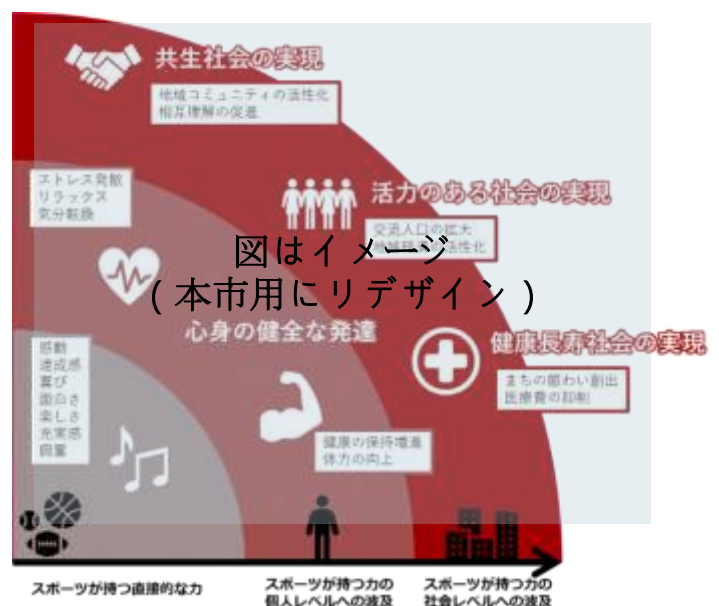 共生社会の実現
地域コミュニティの活性化
相互理解の促進
ストレス発散
リラックス
気分転換
活力のある社会の実現
交流人口の拡大
活性化
図はイメージ
(本市用にリデザイン)
心身の健全な発達
健康長寿社会の実現
まちの賑わい創出
医療費の抑制
感動
達成感
喜び
面白さ
楽しさ
充実感
興奮
健康の保持増進
体力の向上
スポーツが持つ直接的な力
スポーツが持つ力の
個人レベルへの波及
スポーツが持つ力の
社会レベルへの波及